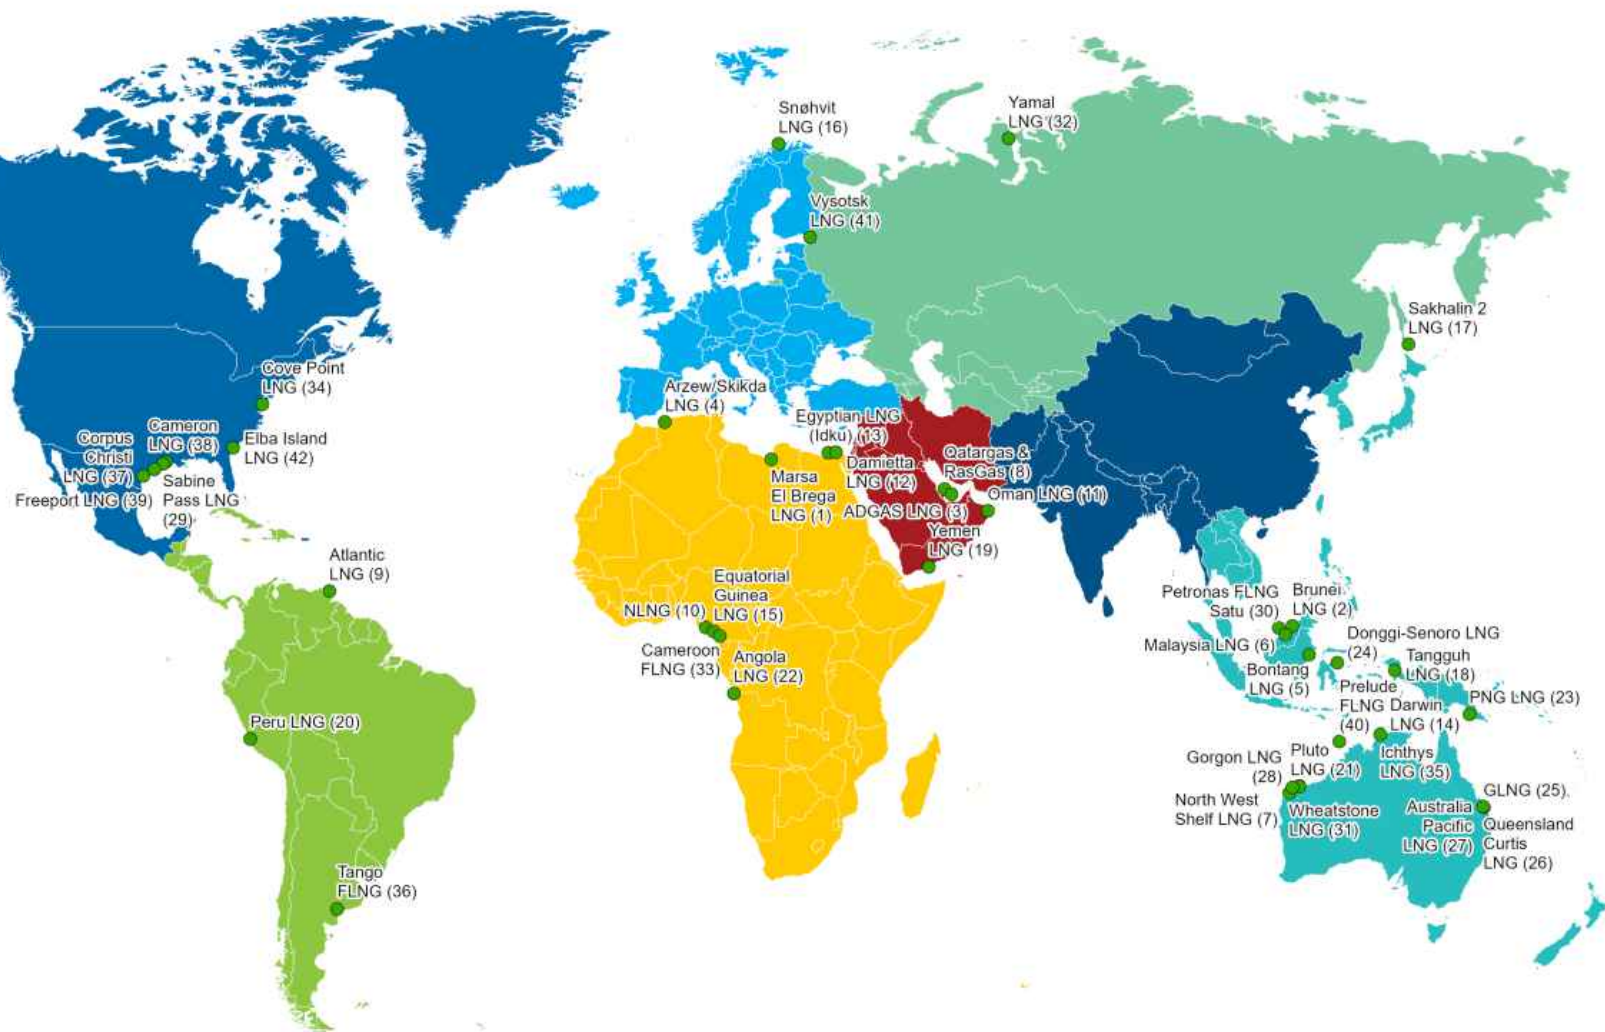 Snøhvit
LNG (16)
Yamal
LNG (32)
Vysotsk
LNG (41)
Sakhalin 2
LNG (17)
Cove Point
LNG (34)
Arzew/Skikda
LNG (4)
Egyptian LNG
(Idku) (13)
Corpus
Christi
LNG (37)
Cameron
LNG (38)
Elba Island
LNG (42)
Freeport LNG (39)
Sabine
Pass LNG
(29)
Marsa
El Brega
LNG (1)
Damietta
LNG (12)
Qatargas &
RasGas (8)
Oman LNG (11)
ADGAS LNG (3)
Yemen
LNG (19)
Atlantic
LNG (9)
Equatorial
Guinea
LNG (15)
NLNG (10)
Cameroon
FLNG (33)
Angola
LNG (22)
Petronas FLNG
Satu (30)
Brunei
LNG (2)
Malaysia LNG (6)
Donggi-Senoro LNG
(24)
Bontang
LNG (5)
Tangguh
LNG (18)
Prelude
FLNG
(40)
Darwin
LNG (14)
PNG LNG (23)
Peru LNG (20)
Gorgon LNG
(28)
Pluto
LNG (21)
Ichthys
LNG (35)
North West
Shelf LNG (7)
Wheatstone
LNG (31)
Australia
Pacific
LNG (27)
GLNG (25)
Queensland
Curtis
LNG (26)
Tango
FLNG (36)